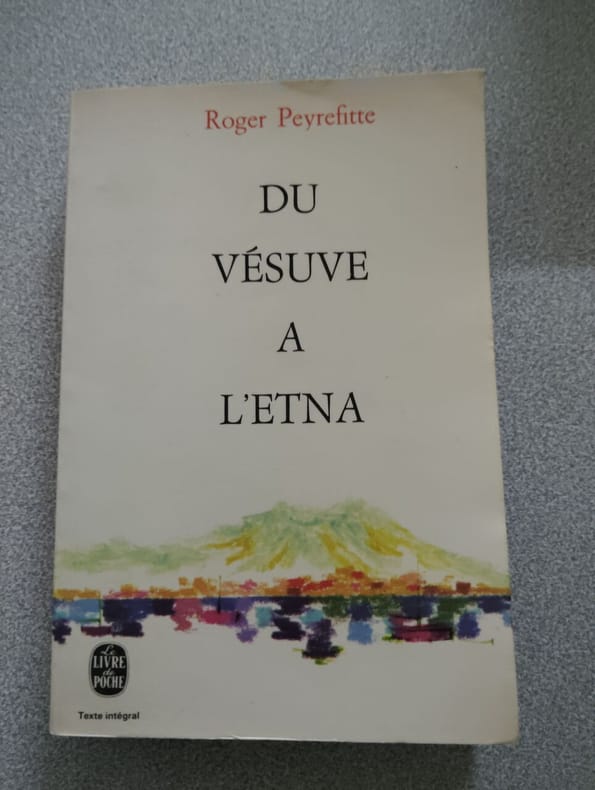 Roger Peyrefitte
DU
VÉSUVE
A
L'ETNA
Le
LIVRE
de
POCHE
Texte intégral